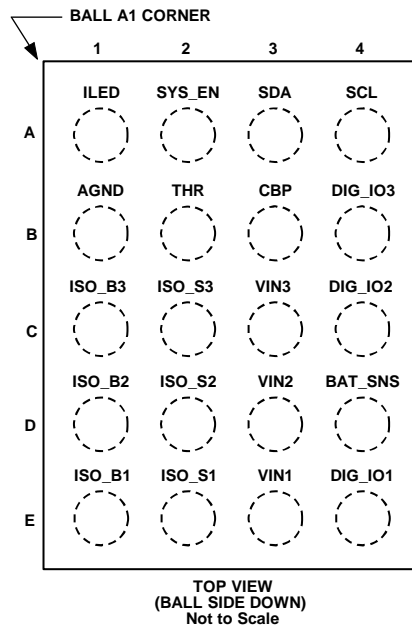 BALL A1 CORNER
1 2 3 4
ILED SYS_EN SDA SCL
A
AGND THR CBP DIG_IO3
B
ISO_B3 ISO_S3 VIN3 DIG_IO2
C
ISO_B2 ISO_S2 VIN2 BAT_SNS
D
ISO_B1 ISO_S1 VIN1 DIG_IO1
E
TOP VIEW
(BALL SIDE DOWN)
Not to Scale